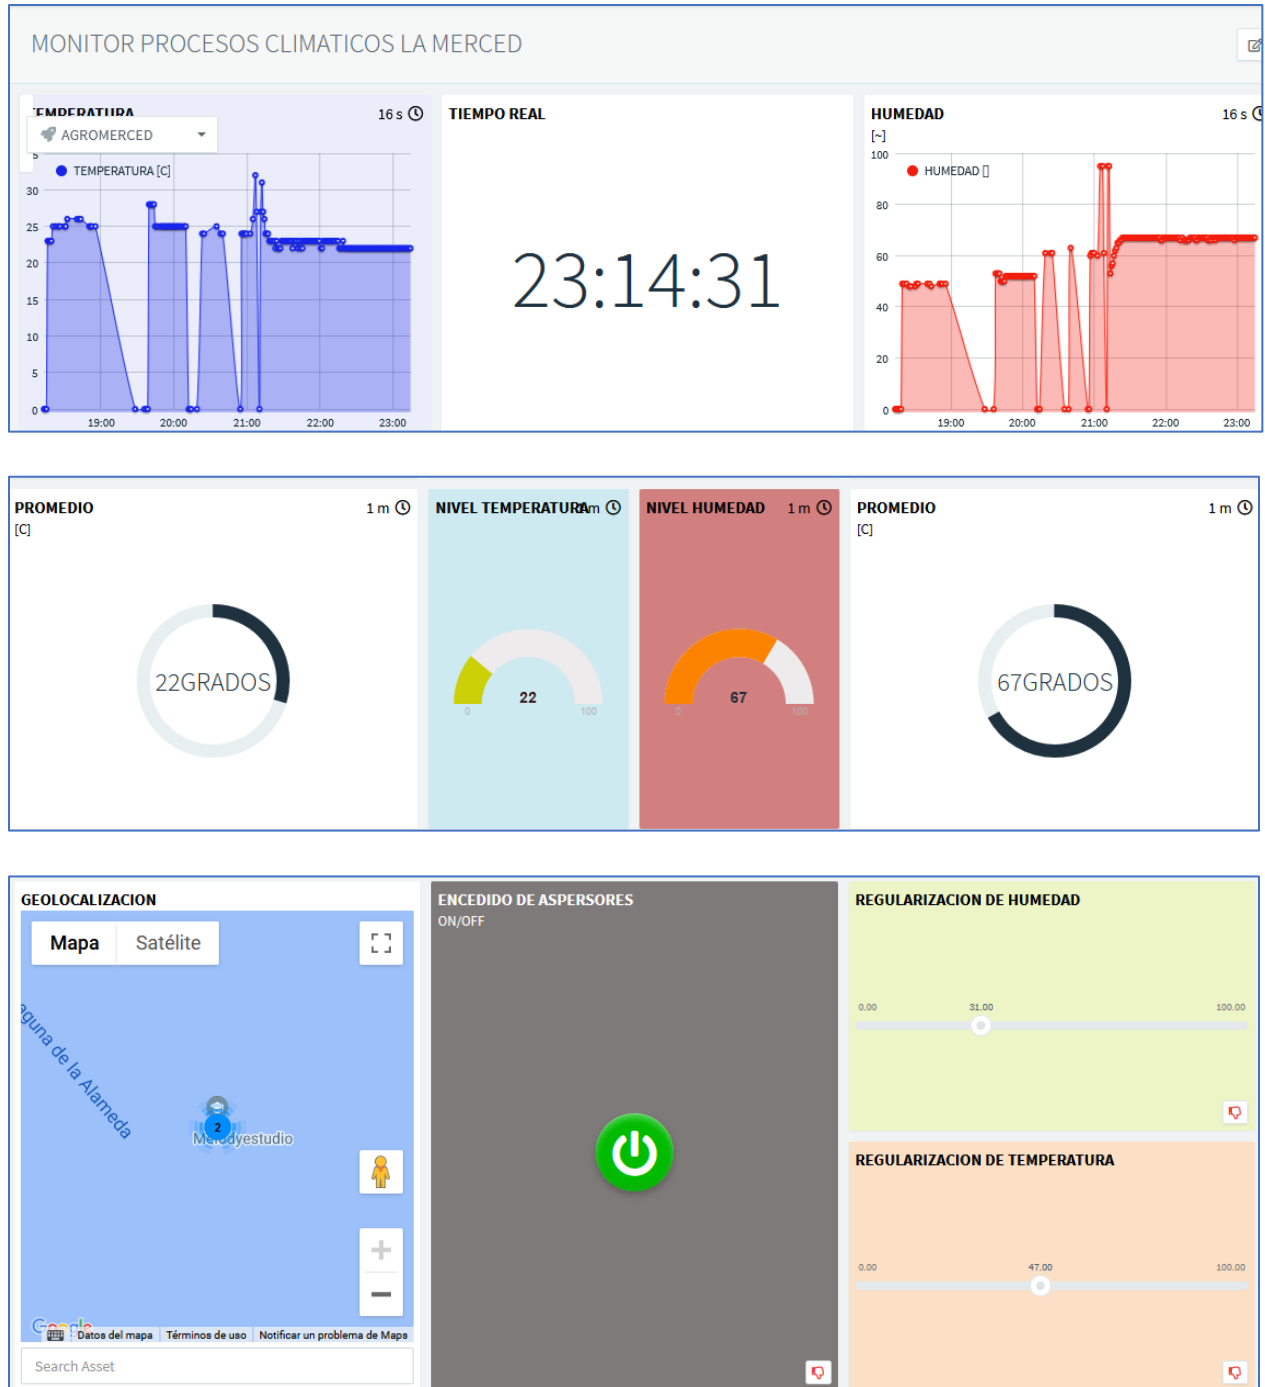 MONITOR PROCESOS CLIMATICOS LA MERCED
TEMPERATURA
16 s
AGROMERCED
TEMPERATURA [C]
5
30
25
20
15
10
5
0
19:00 20:00 21:00 22:00 23:00
TIEMPO REAL
23:14:31
HUMEDAD
16 s
[~]
HUMEDAD []
100
80
60
40
20
0
19:00 20:00 21:00 22:00 23:00
PROMEDIO
1 m
[C]
22GRADOS
NIVEL TEMPERATURA
m
22
0 100
NIVEL HUMEDAD
1 m
67
0 100
PROMEDIO
1 m
[C]
67GRADOS
GEOLOCALIZACION
Mapa Satélite
aguna de la Alameda
2
Melodyestudio
Google
Datos del mapa Términos de uso Notificar un problema de Maps
Search Asset
ENCEDIDO DE ASPERSORES
ON/OFF
REGULARIZACION DE HUMEDAD
0.00 31.00 100.00
REGULARIZACION DE TEMPERATURA
0.00 47.00 100.00